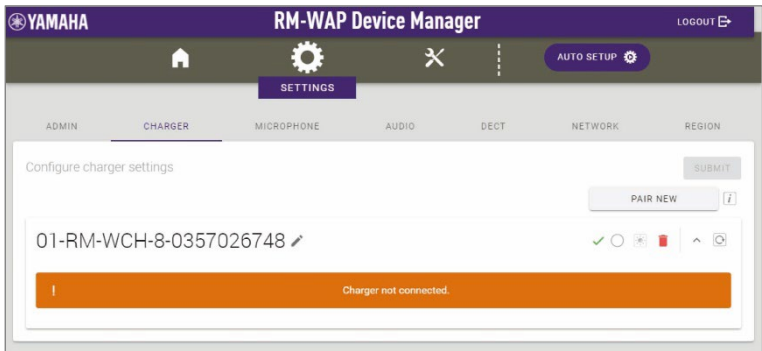 YAMAHA
RM-WAP Device Manager
LOGOUT
AUTO SETUP
SETTINGS
ADMIN CHARGER MICROPHONE AUDIO DECT NETWORK REGION
Configure charger settings
SUBMIT
PAIR NEW i
01-RM-WCH-8-0357026748
! Charger not connected.